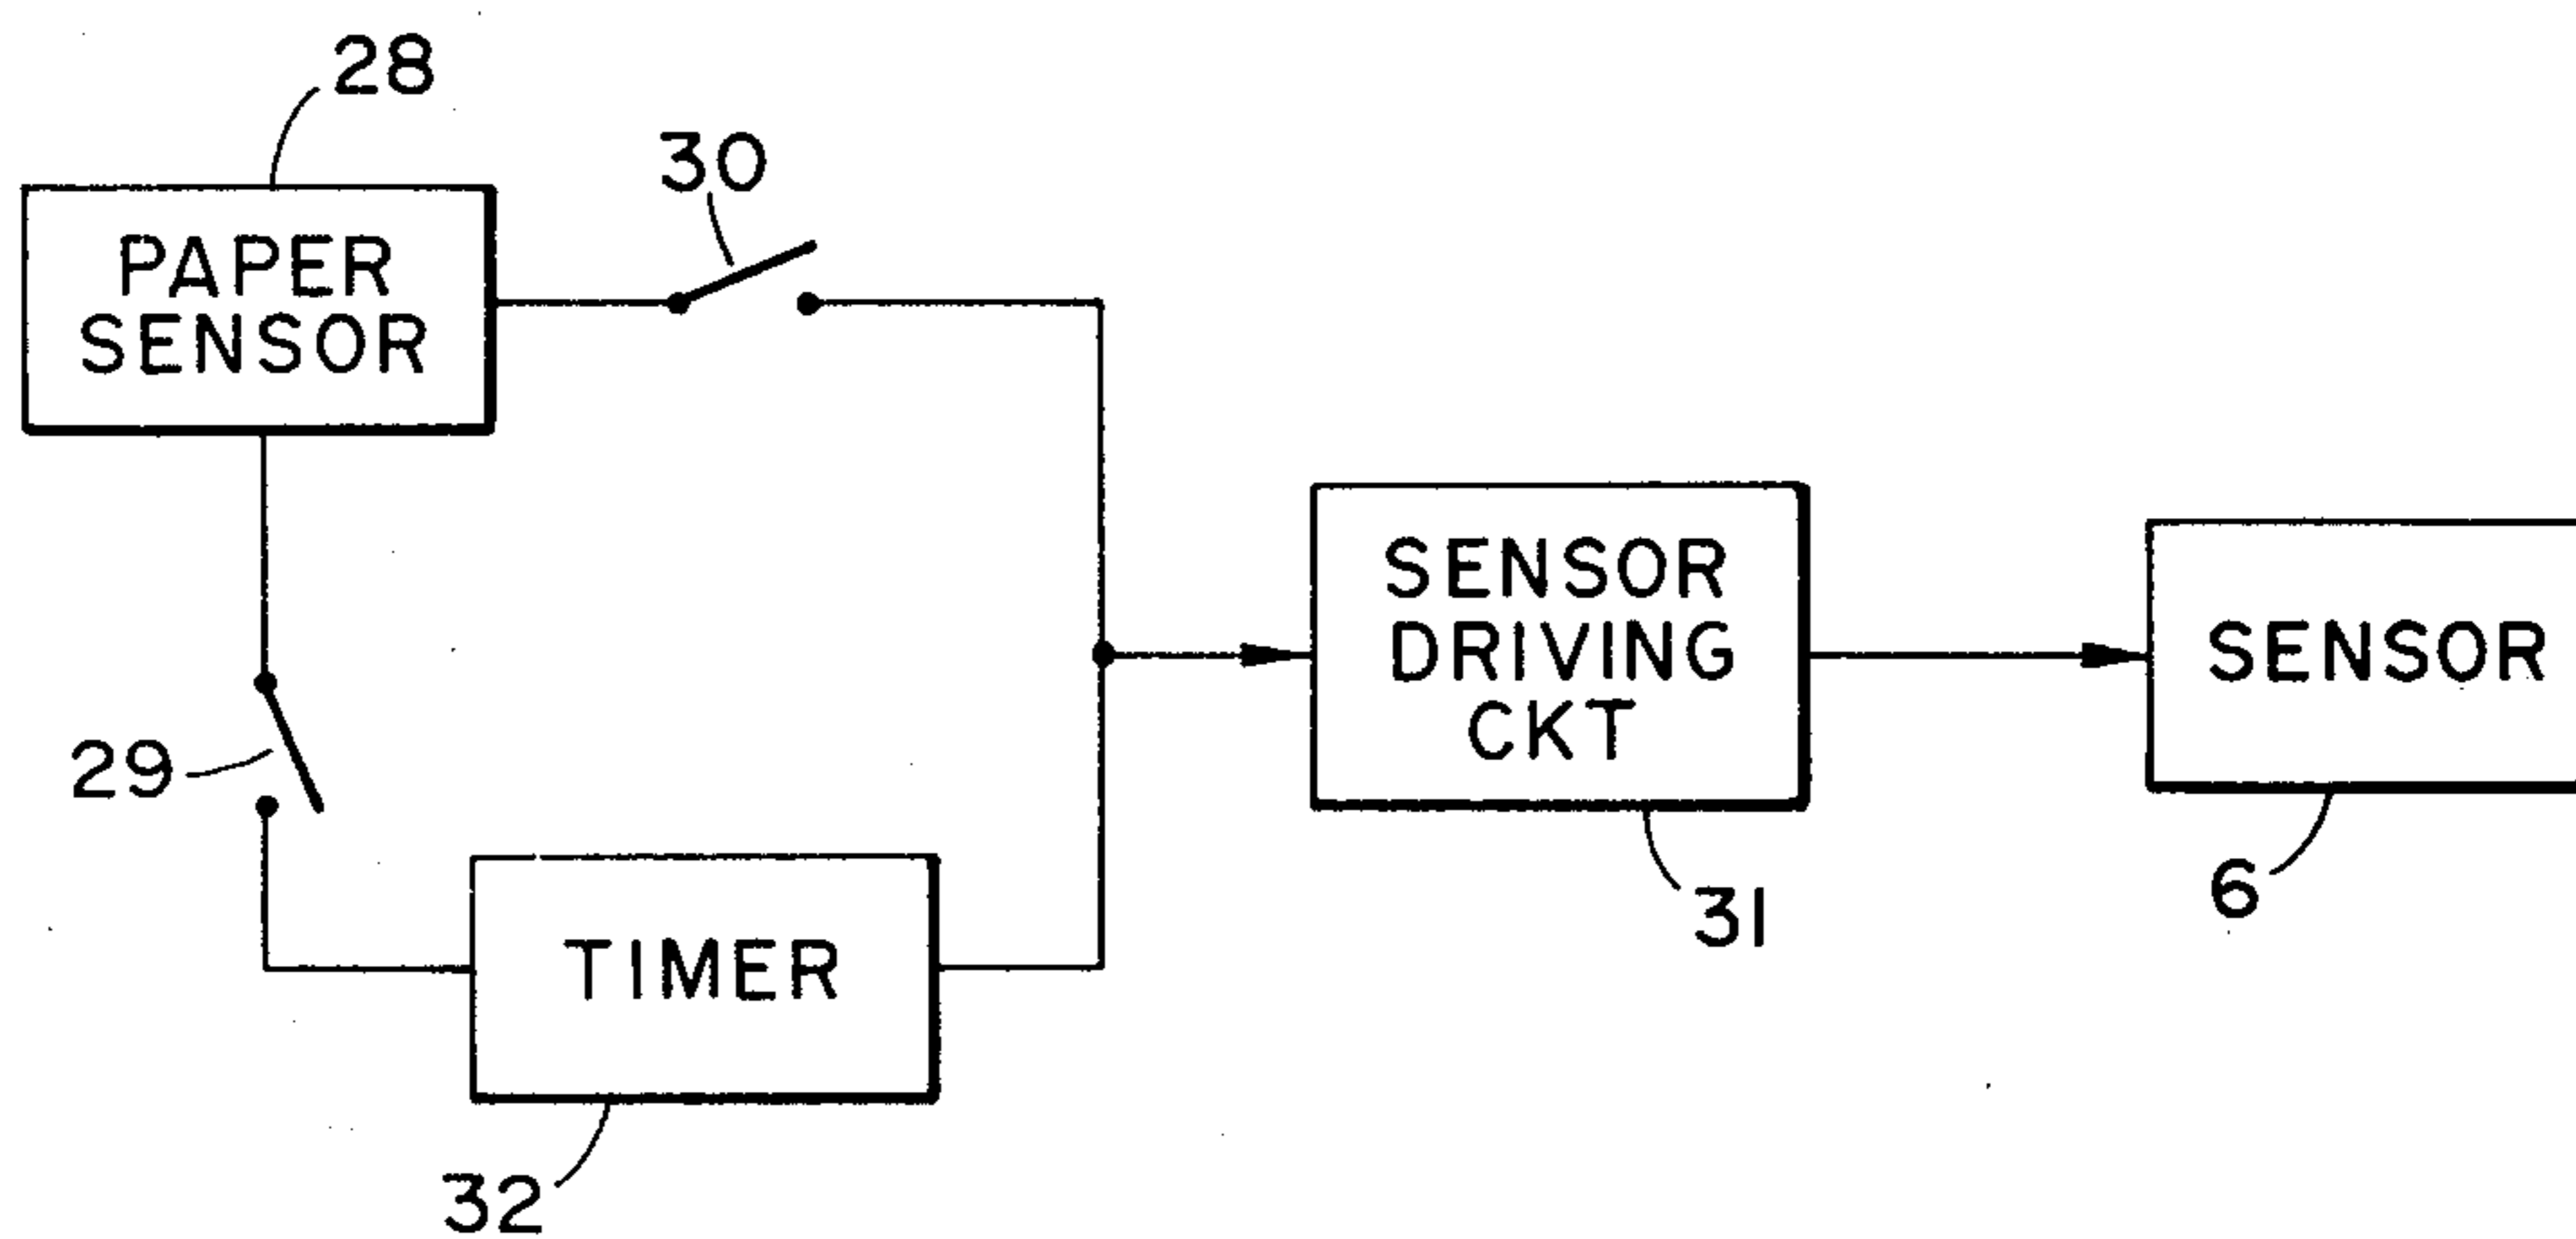 28
30
PAPER
SENSOR
SENSOR
DRIVING
CKT
SENSOR
29
31
6
TIMER
32